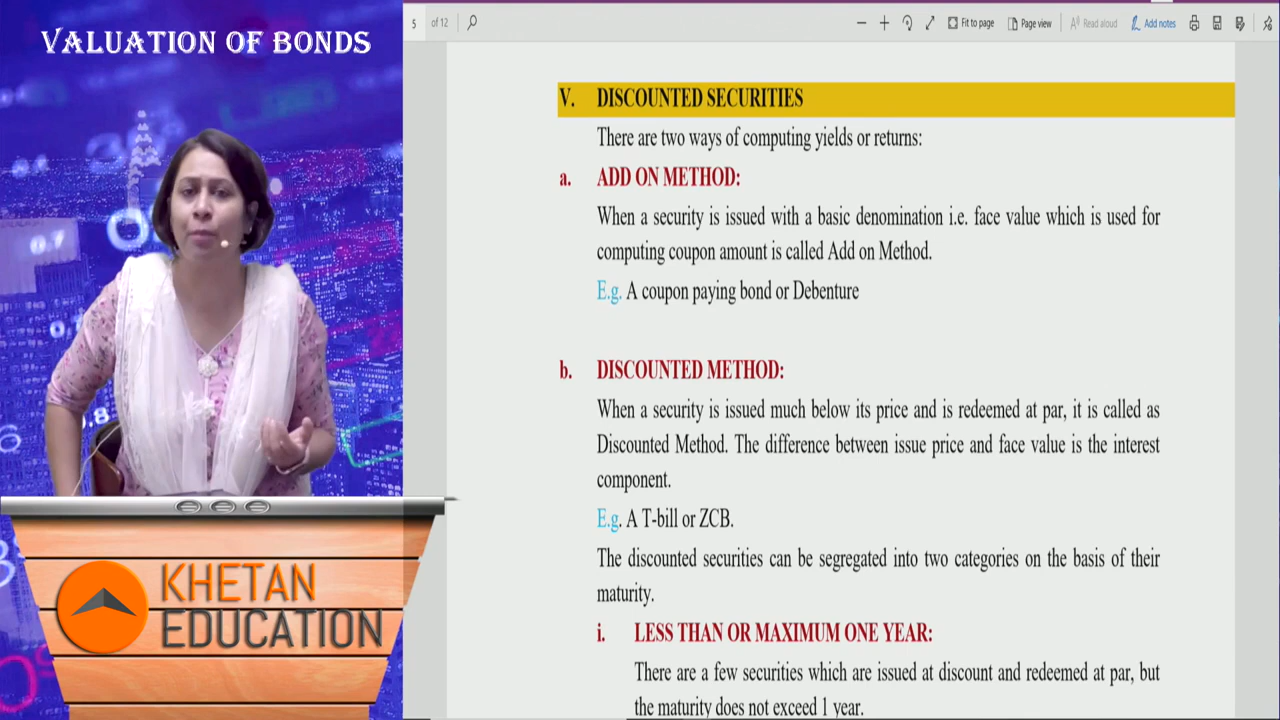 VALUATION OF BONDS
5 of 12
Fit to page
Page view
Read aloud
Add notes
V. DISCOUNTED SECURITIES
There are two ways of computing yields or returns:
a. ADD ON METHOD:
When a security is issued with a basic denomination i.e. face value which is used for
computing coupon amount is called Add on Method.
E.g. A coupon paying bond or Debenture
b. DISCOUNTED METHOD:
When a security is issued much below its price and is redeemed at par, it is called as
Discounted Method. The difference between issue price and face value is the interest
component.
E.g. A T-bill or ZCB.
The discounted securities can be segregated into two categories on the basis of their
maturity.
i. LESS THAN OR MAXIMUM ONE YEAR:
There are a few securities which are issued at discount and redeemed at par, but
the maturity does not exceed 1 year.
KHETAN
EDUCATION